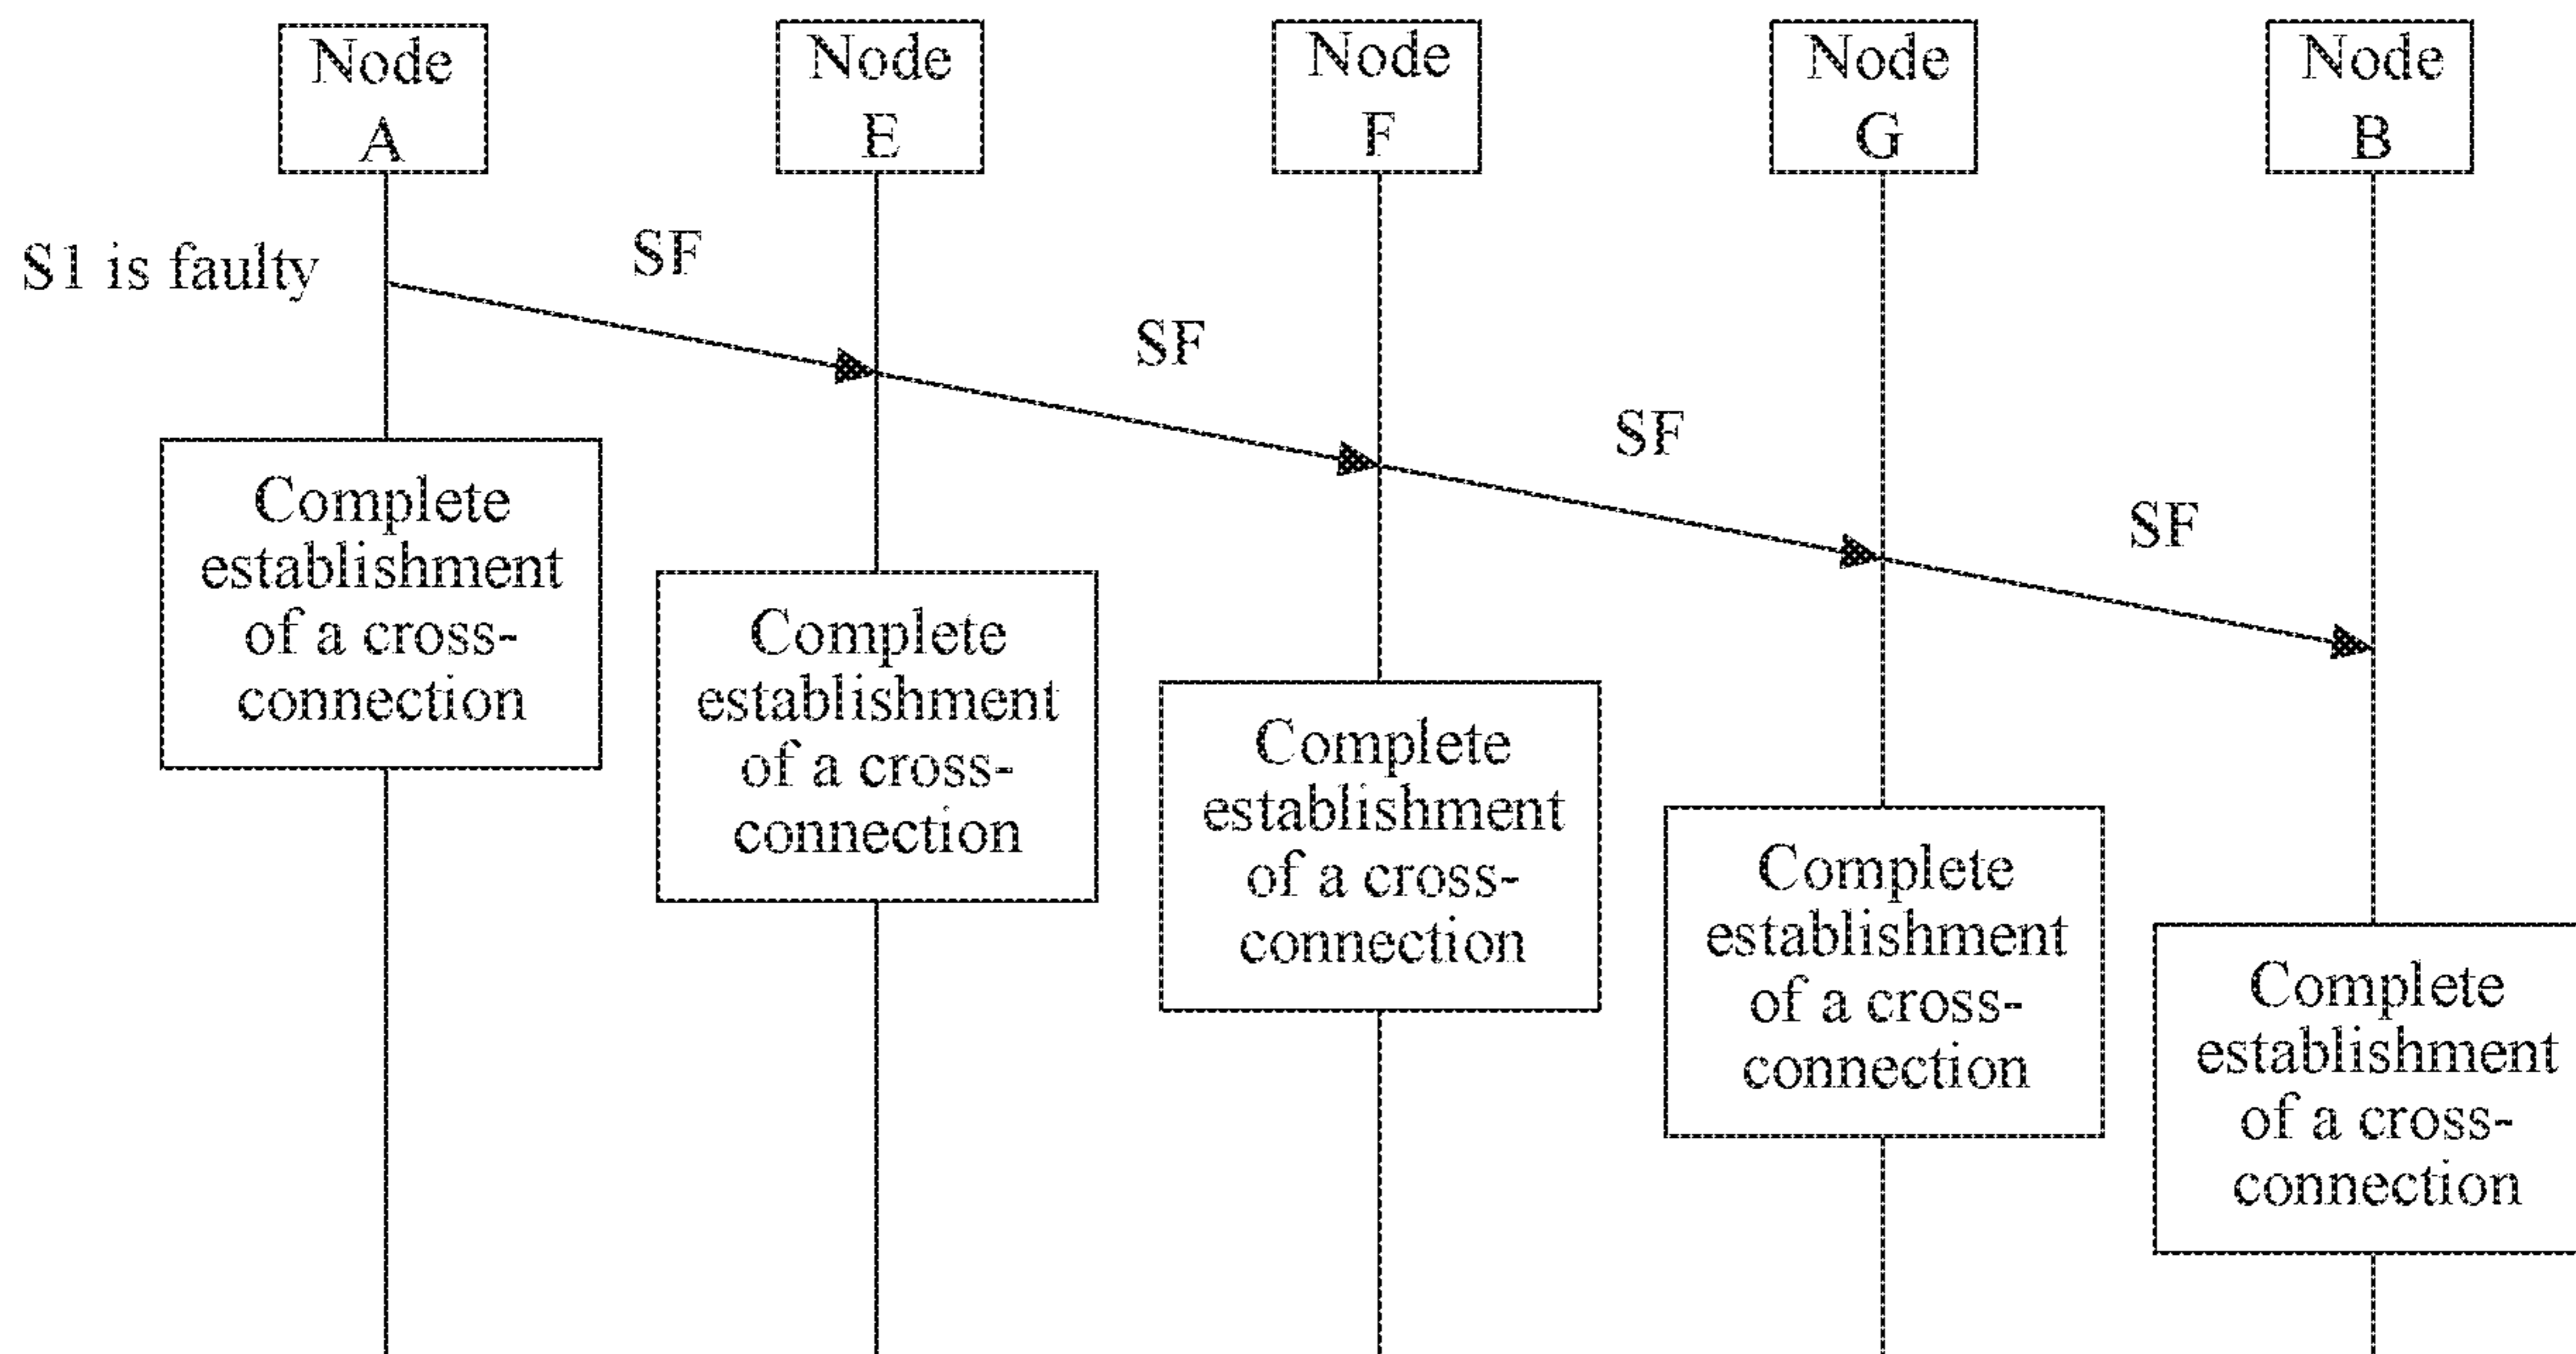 Node
A
Node
E
Node
F
Node
G
Node
B
S1 is faulty
SF
SF
SF
SF
Complete
establishment
of a cross-
connection
Complete
establishment
of a cross-
connection
Complete
establishment
of a cross-
connection
Complete
establishment
of a cross-
connection
Complete
establishment
of a cross-
connection